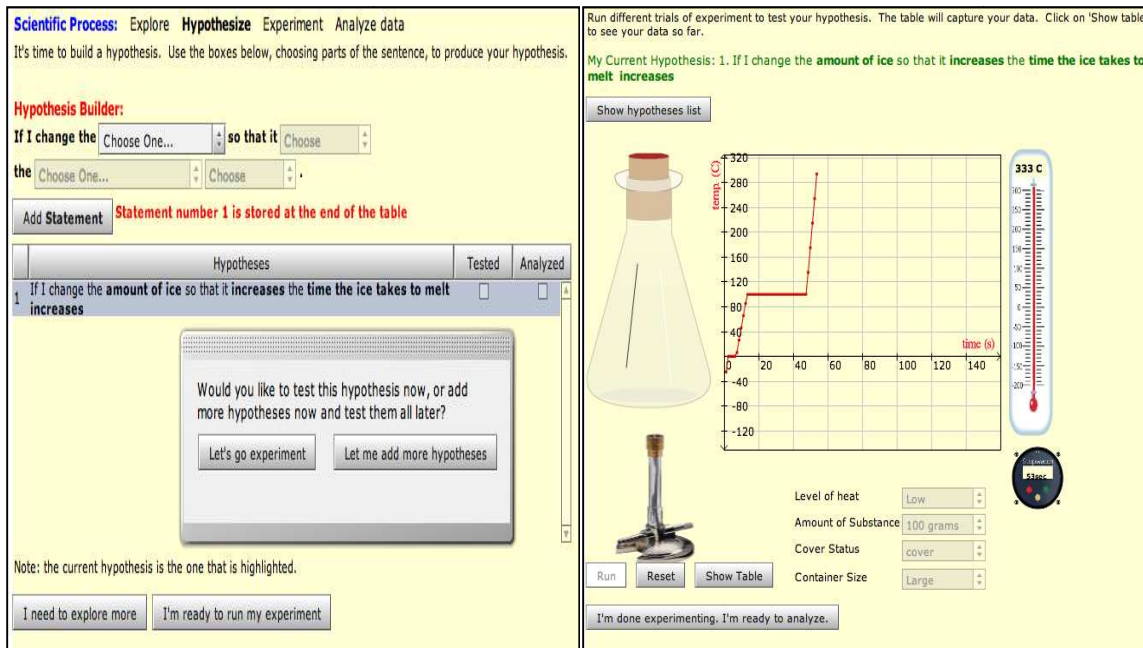 Scientific Process: Explore Hypothesize Experiment Analyze data
It's time to build a hypothesis. Use the boxes below, choosing parts of the sentence, to produce your hypothesis.
Hypothesis Builder:
If I change the Choose One... so that it Choose
the Choose One... Choose .
Add Statement Statement number 1 is stored at the end of the table
Hypotheses Tested Analyzed
1 If I change the amount of ice so that it increases the time the ice takes to melt
increases
Would you like to test this hypothesis now, or add
more hypotheses now and test them all later?
Let's go experiment Let me add more hypotheses
Note: the current hypothesis is the one that is highlighted.
I need to explore more I'm ready to run my experiment
Run different trials of experiment to test your hypothesis. The table will capture your data. Click on 'Show table
to see your data so far.
My Current Hypothesis: 1. If I change the amount of ice so that it increases the time the ice takes to
melt increases
Show hypotheses list
temp. (C)
320
280
240
200
160
120
80
40
time (s)
0 20 40 60 80 100 120 140
-40
-80
-120
333 C
53sec
Level of heat Low
Amount of Substance 100 grams
Cover Status cover
Container Size Large
Run Reset Show Table
I'm done experimenting. I'm ready to analyze.